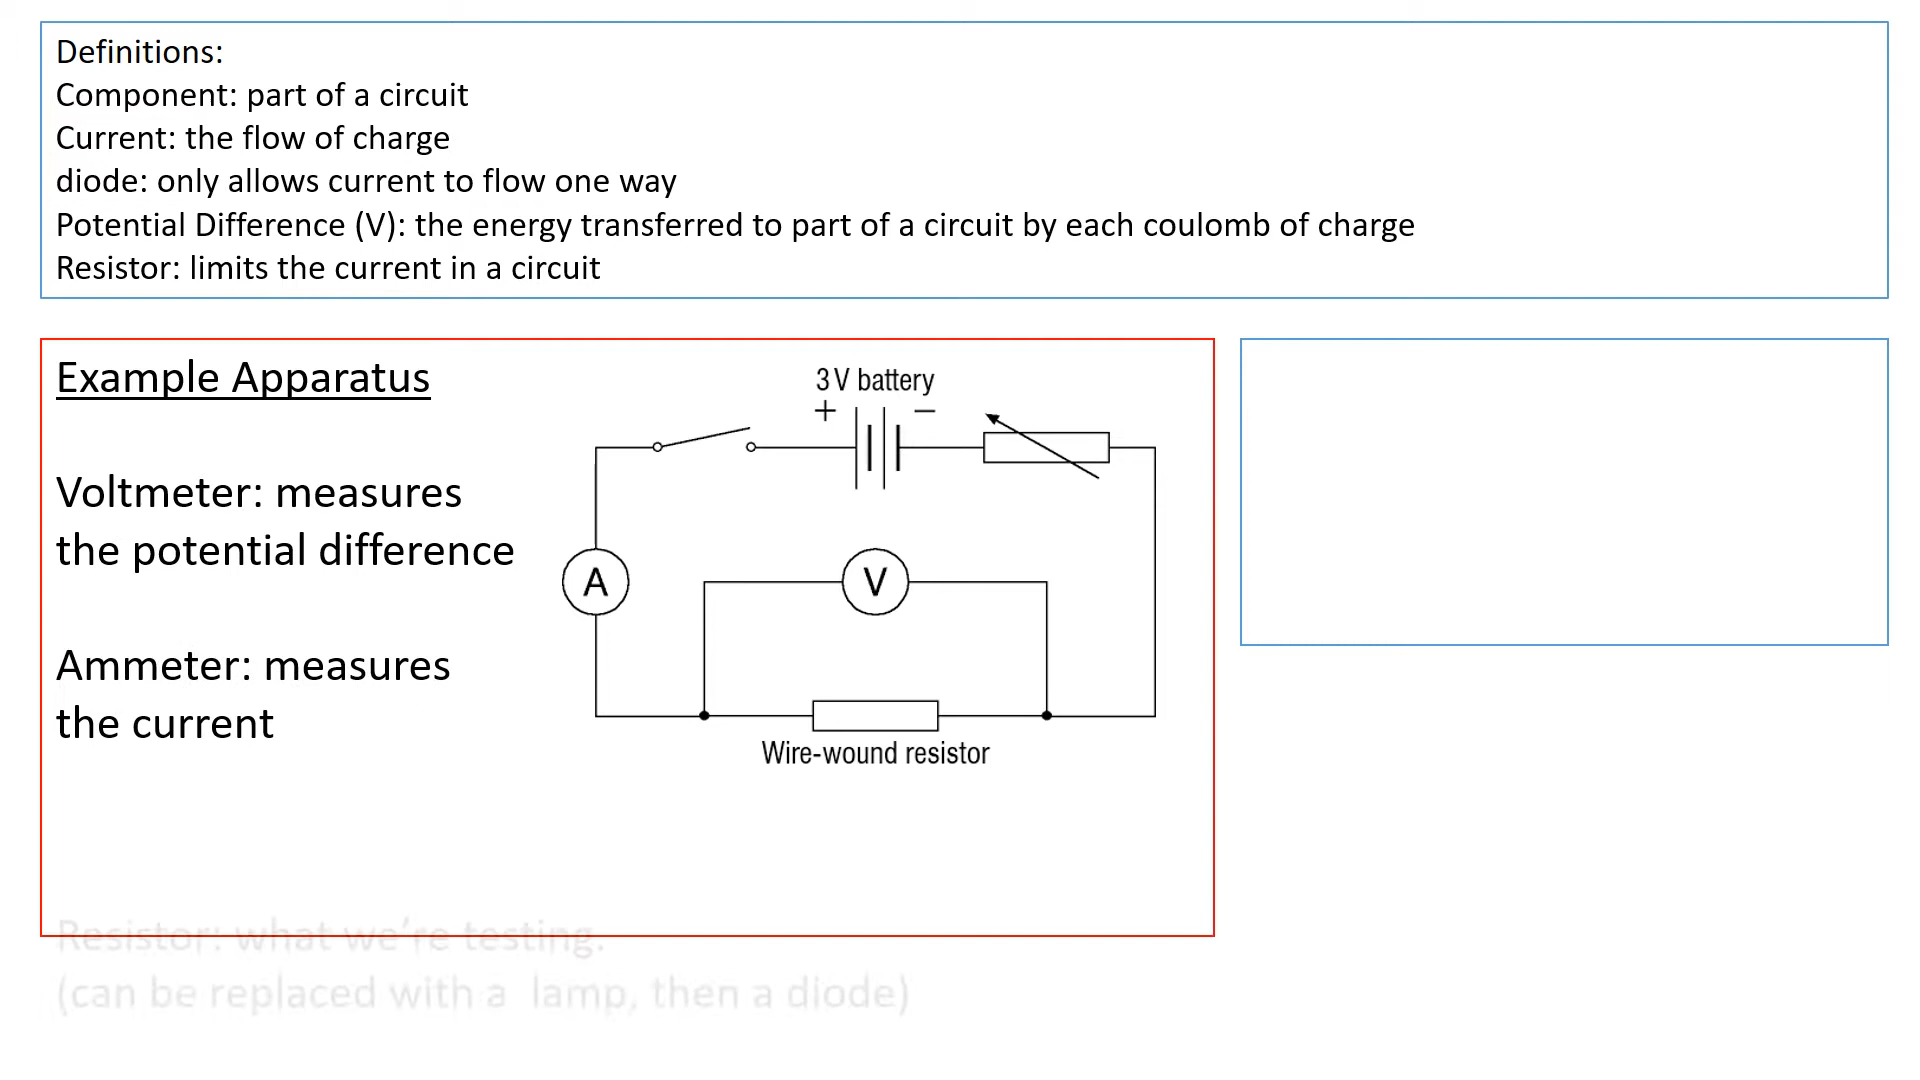 Definitions:
Component: part of a circuit
Current: the flow of charge
diode: only allows current to flow one way
Potential Difference (V): the energy transferred to part of a circuit by each coulomb of charge
Resistor: limits the current in a circuit
Example Apparatus
Voltmeter: measures
the potential difference
Ammeter: measures
the current
3V battery
+ −
A
V
Wire-wound resistor
Resistor: what we're testing.
(can be replaced with a lamp, then a diode)